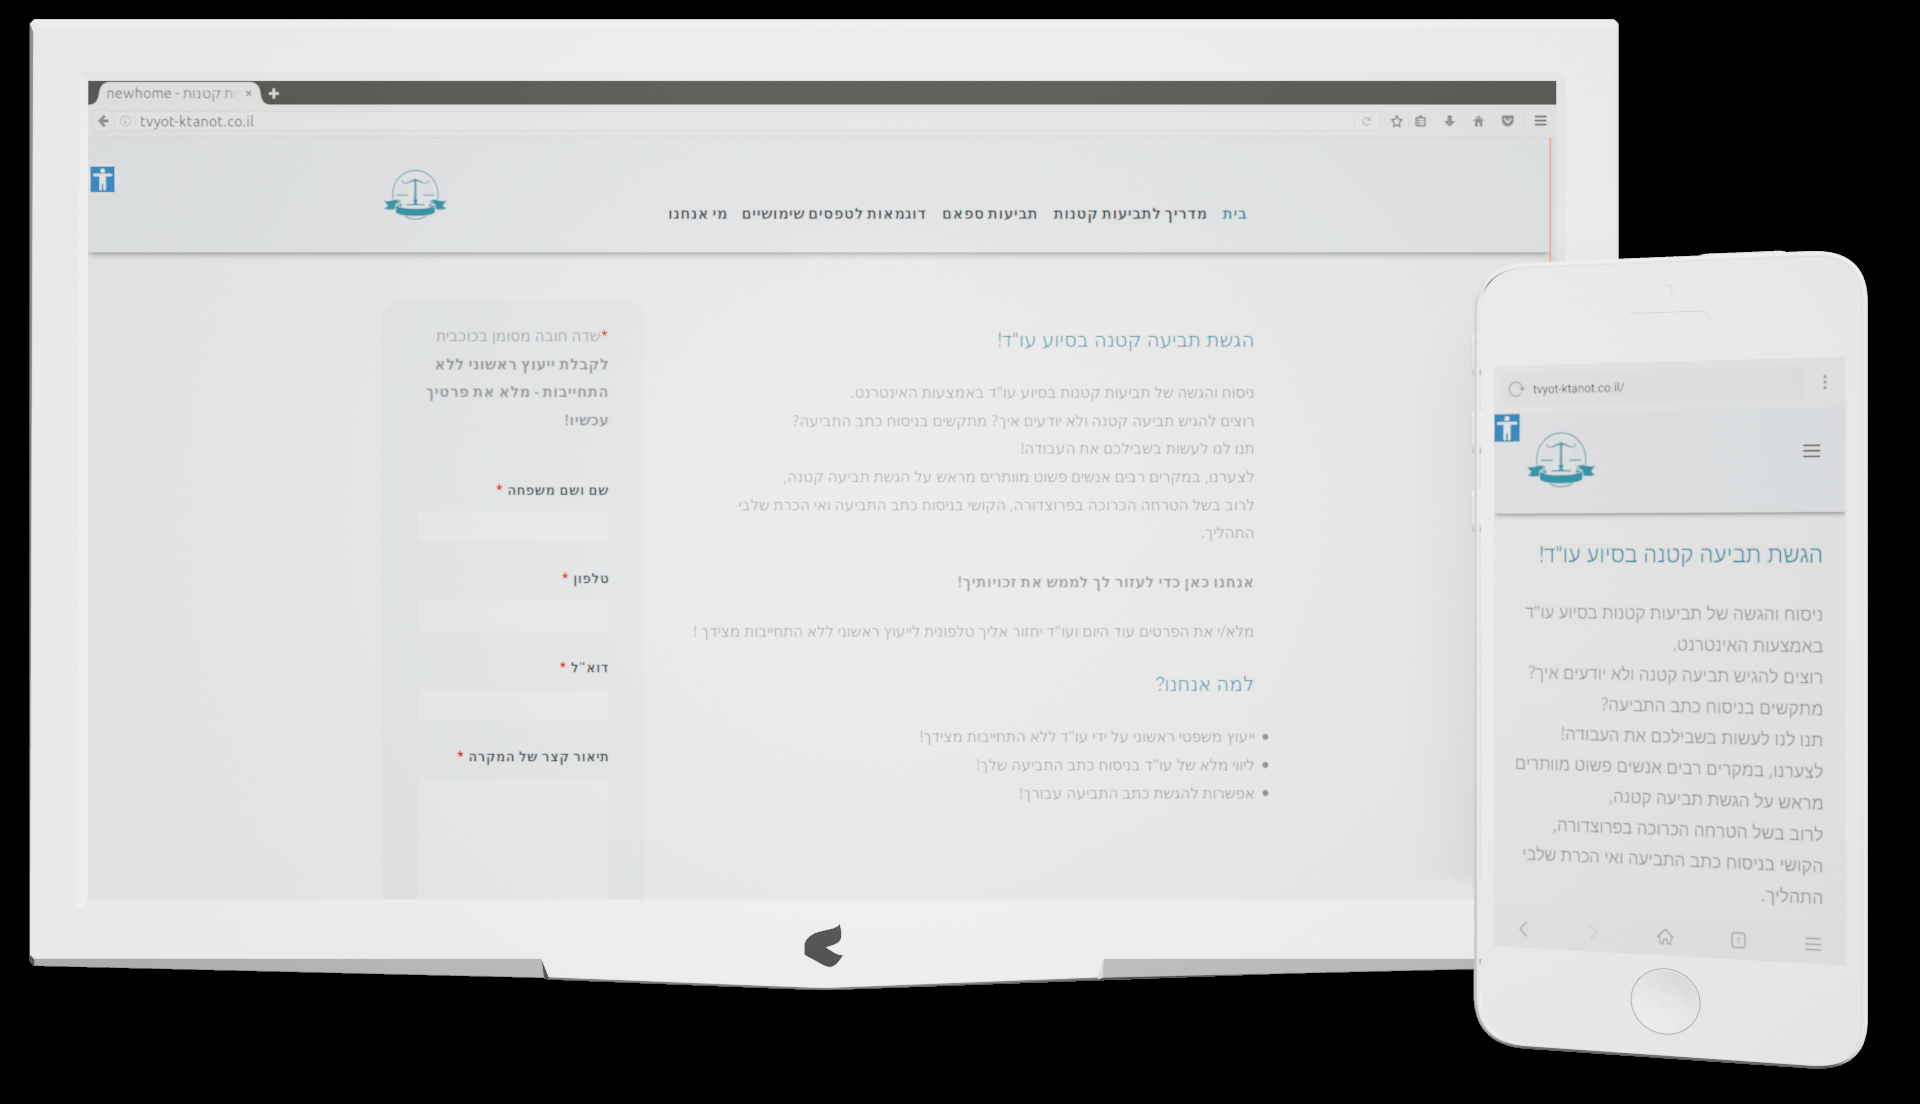 newhome - ות קטנות
tvyot-ktanot.co.il
בית מדריך לתביעות קטנות תביעות ספאם דוגמאות לטפסים שימושיים מי אנחנו
הגשת תביעה קטנה בסיוע עו"ד!
ניסוח והגשה של תביעות קטנות בסיוע עו"ד באמצעות האינטרנט.
רוצים להגיש תביעה קטנה ולא יודעים איך? מתקשים בניסוח כתב התביעה?
תנו לנו לעשות בשבילכם את העבודה!
לצערנו, במקרים רבים אנשים פשוט מוותרים מראש על הגשת תביעה קטנה,
לרוב בשל הטרחה הכרוכה בפרוצדורה, הקושי בניסוח כתב התביעה ואי הכרת שלבי
התהליך.
אנחנו כאן כדי לעזור לך לממש את זכויותיך!
מלא/י את הפרטים עוד היום ועו"ד יחזור אליך טלפונית לייעוץ ראשוני ללא התחייבות מצידך !
למה אנחנו?
• ייעוץ משפטי ראשוני על ידי עו"ד ללא התחייבות מצידך!
• ליווי מלא של עו"ד בניסוח כתב התביעה שלך!
• אפשרות להגשת כתב התביעה עבורך!
*שדה חובה מסומן בכוכבית
לקבלת ייעוץ ראשוני ללא
התחייבות - מלא את פרטיך
עכשיו!
שם ושם משפחה *
טלפון *
דוא"ל *
תיאור קצר של המקרה *
tvyot-ktanot.co.il/
הגשת תביעה קטנה בסיוע עו"ד!
ניסוח והגשה של תביעות קטנות בסיוע עו"ד
באמצעות האינטרנט.
רוצים להגיש תביעה קטנה ולא יודעים איך?
מתקשים בניסוח כתב התביעה?
תנו לנו לעשות בשבילכם את העבודה!
לצערנו, במקרים רבים אנשים פשוט מוותרים
מראש על הגשת תביעה קטנה,
לרוב בשל הטרחה הכרוכה בפרוצדורה,
הקושי בניסוח כתב התביעה ואי הכרת שלבי
התהליך.
1